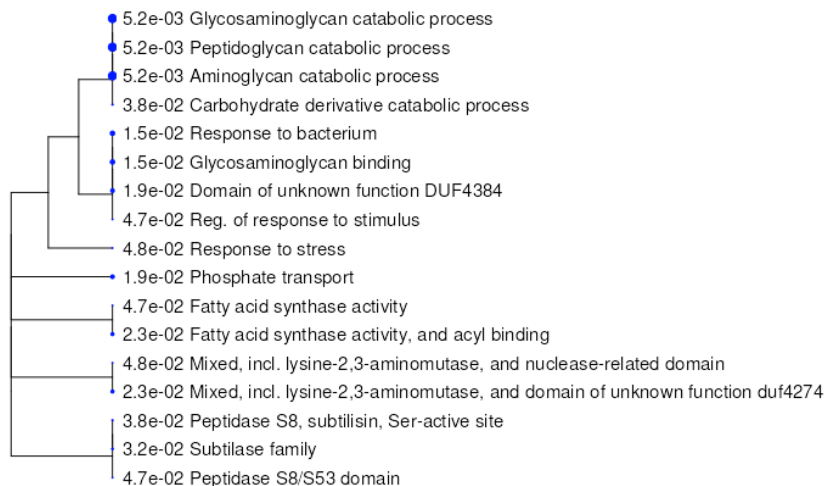 5.2e-03 Glycosaminoglycan catabolic process
5.2e-03 Peptidoglycan catabolic process
5.2e-03 Aminoglycan catabolic process
3.8e-02 Carbohydrate derivative catabolic process
1.5e-02 Response to bacterium
1.5e-02 Glycosaminoglycan binding
1.9e-02 Domain of unknown function DUF4384
4.7e-02 Reg. of response to stimulus
4.8e-02 Response to stress
1.9e-02 Phosphate transport
4.7e-02 Fatty acid synthase activity
2.3e-02 Fatty acid synthase activity, and acyl binding
4.8e-02 Mixed, incl. lysine-2,3-aminomutase, and nuclease-related domain
2.3e-02 Mixed, incl. lysine-2,3-aminomutase, and domain of unknown function duf4274
3.8e-02 Peptidase S8, subtilisin, Ser-active site
3.2e-02 Subtilase family
4.7e-02 Peptidase S8/S53 domain